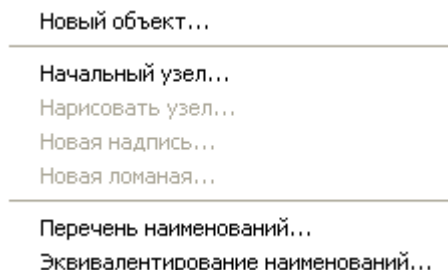 Новый объект...
Начальный узел...
Нарисовать узел...
Новая надпись...
Новая ломаная...
Перечень наименований...
Эквивалентирование наименований...